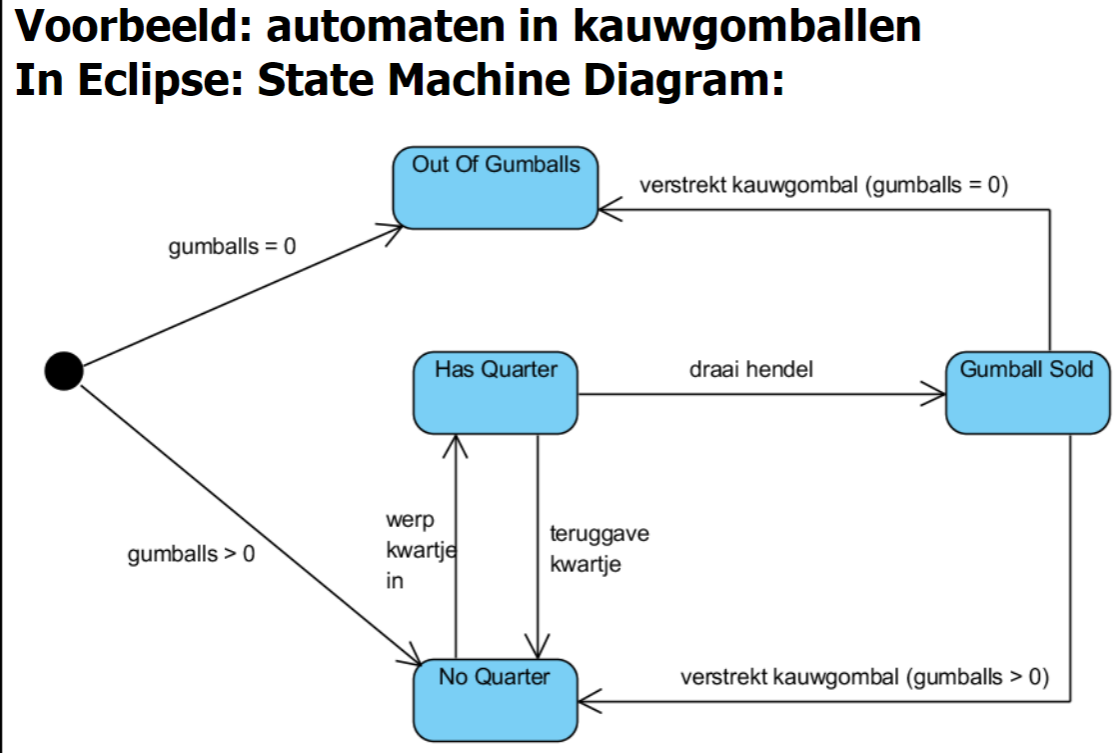 Voorbeeld: automaten in kauwgomballen
In Eclipse: State Machine Diagram:
Out Of Gumballs
verstrekt kauwgombal (gumballs = 0)
gumballs = 0
Has Quarter
draai hendel
Gumball Sold
werp
kwartje
in
teruggave
kwartje
gumballs > 0
No Quarter
verstrekt kauwgombal (gumballs > 0)